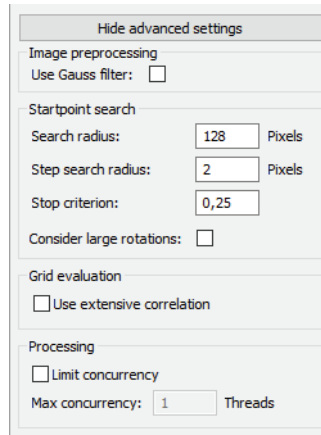 Hide advanced settings
Image preprocessing
Use Gauss filter:
Startpoint search
Search radius: 128 Pixels
Step search radius: 2 Pixels
Stop criterion: 0,25
Consider large rotations:
Grid evaluation
Use extensive correlation
Processing
Limit concurrency
Max concurrency: 1 Threads